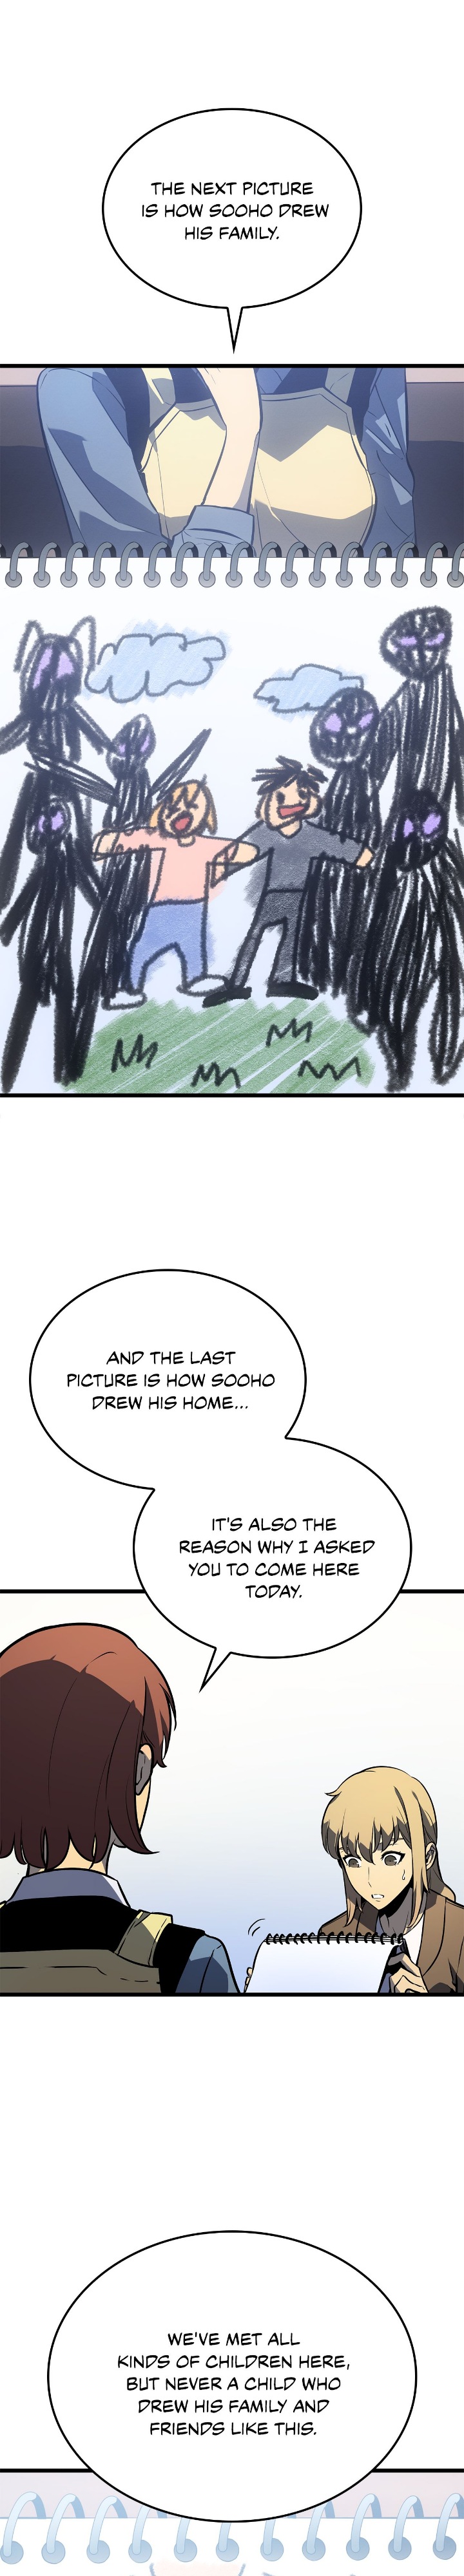 THE NEXT PICTURE
IS HOW SOOHO DREW
HIS FAMILY.
AND THE LAST
PICTURE IS HOW SOOHO
DREW HIS HOME...
IT'S ALSO THE
REASON WHY I ASKED
YOU TO COME HERE
TODAY.
WE'VE MET ALL
KINDS OF CHILDREN HERE,
BUT NEVER A CHILD WHO
DREW HIS FAMILY AND
FRIENDS LIKE THIS.